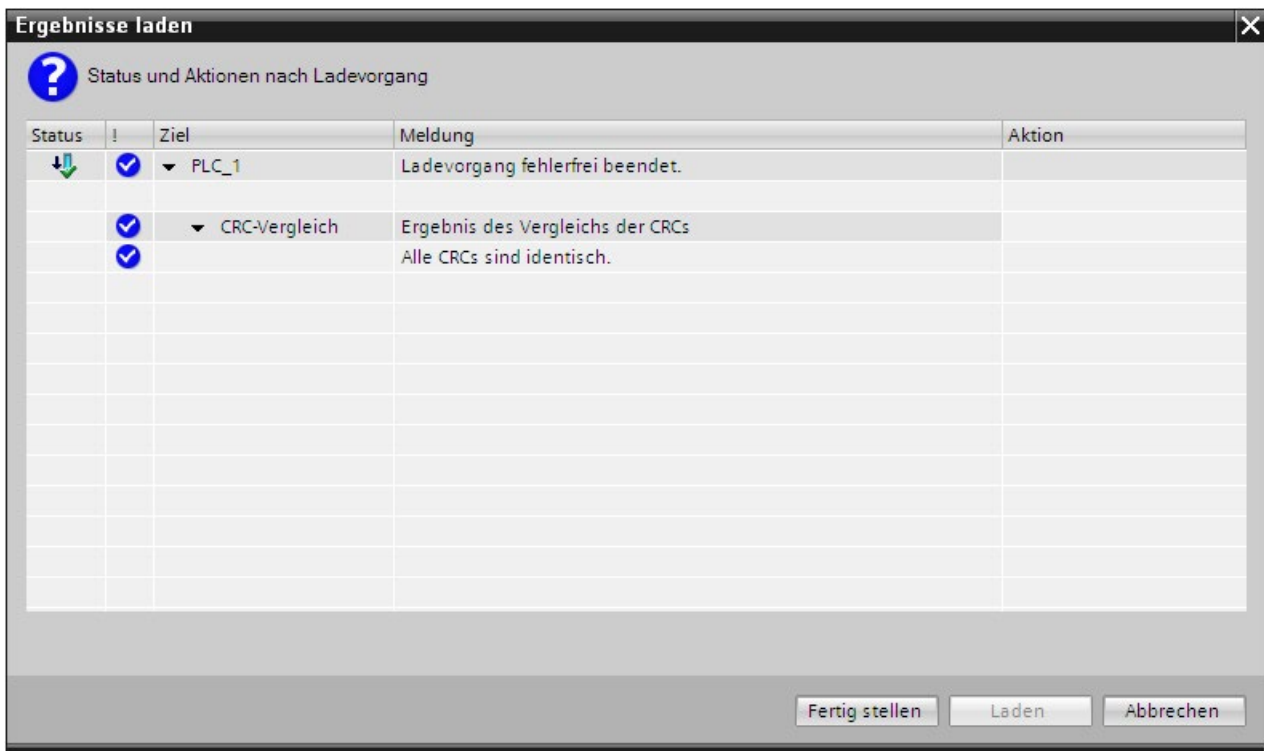 Ergebnisse laden
Status und Aktionen nach Ladevorgang
Status ! Ziel Meldung Aktion
PLC_1 Ladevorgang fehlerfrei beendet.
CRC-Vergleich Ergebnis des Vergleichs der CRCs
Alle CRCs sind identisch.
Fertig stellen Laden Abbrechen